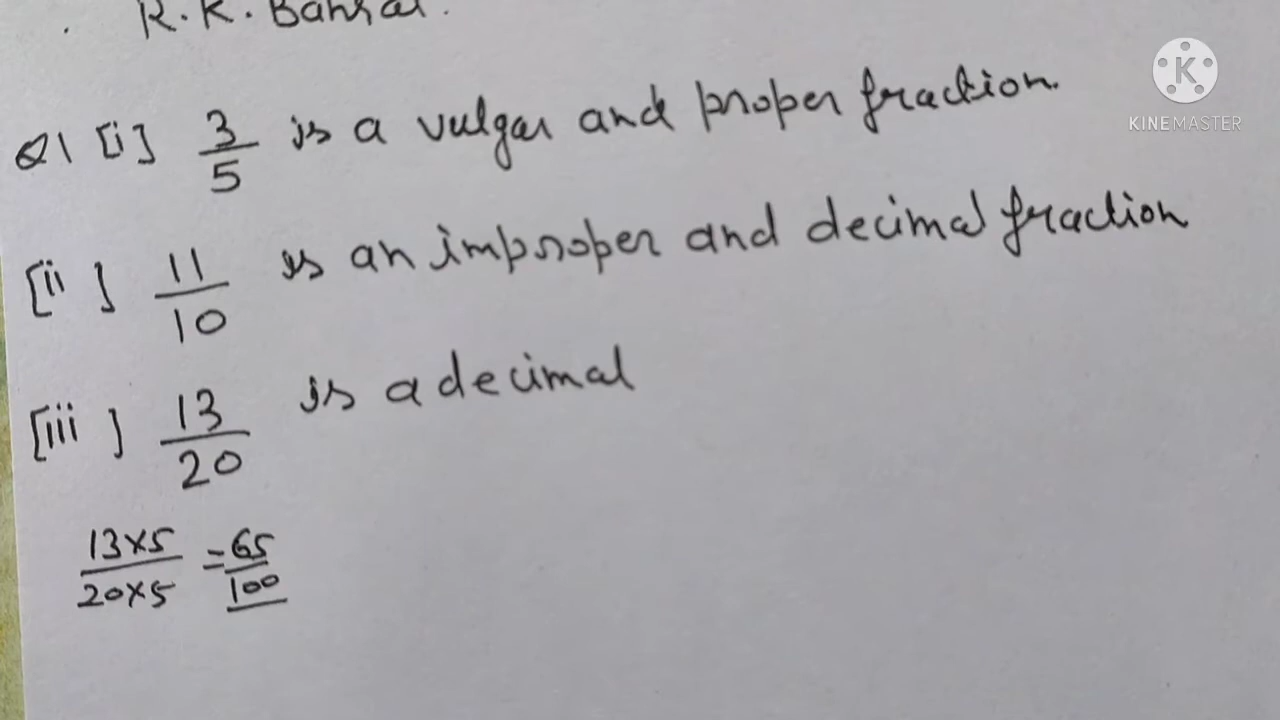 R. K. Bansal.
Q1 [i] 3/5 is a vulgar and proper fraction.
[ii] 11/10 is an improper and decimal fraction
[iii] 13/20 is a decimal
13×5/20×5 = 65/100
K
KINEMASTER